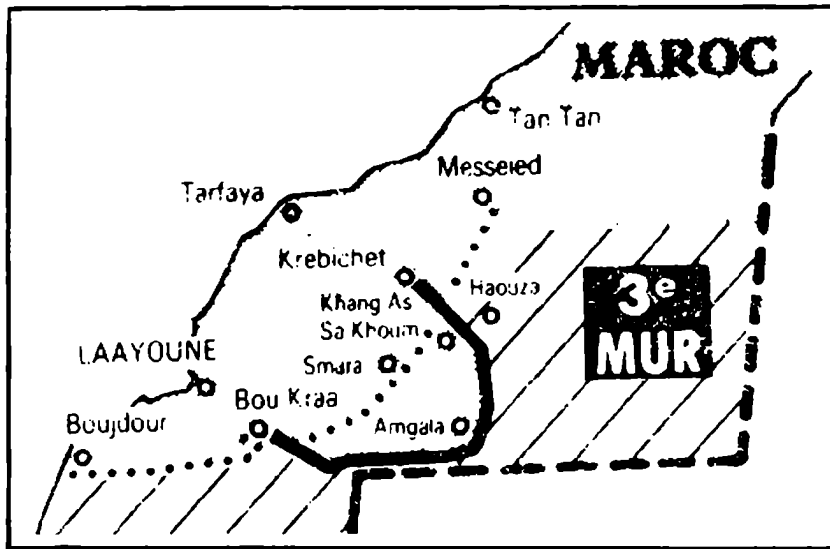 MAROC
Tan Tan
Messeied
Tarfaya
Krebichet
Haouza
3e
MUR
Khang As
Sa Khoum
LAAYOUNE
Smara
Bou Kraa
Boujdour
Amgala